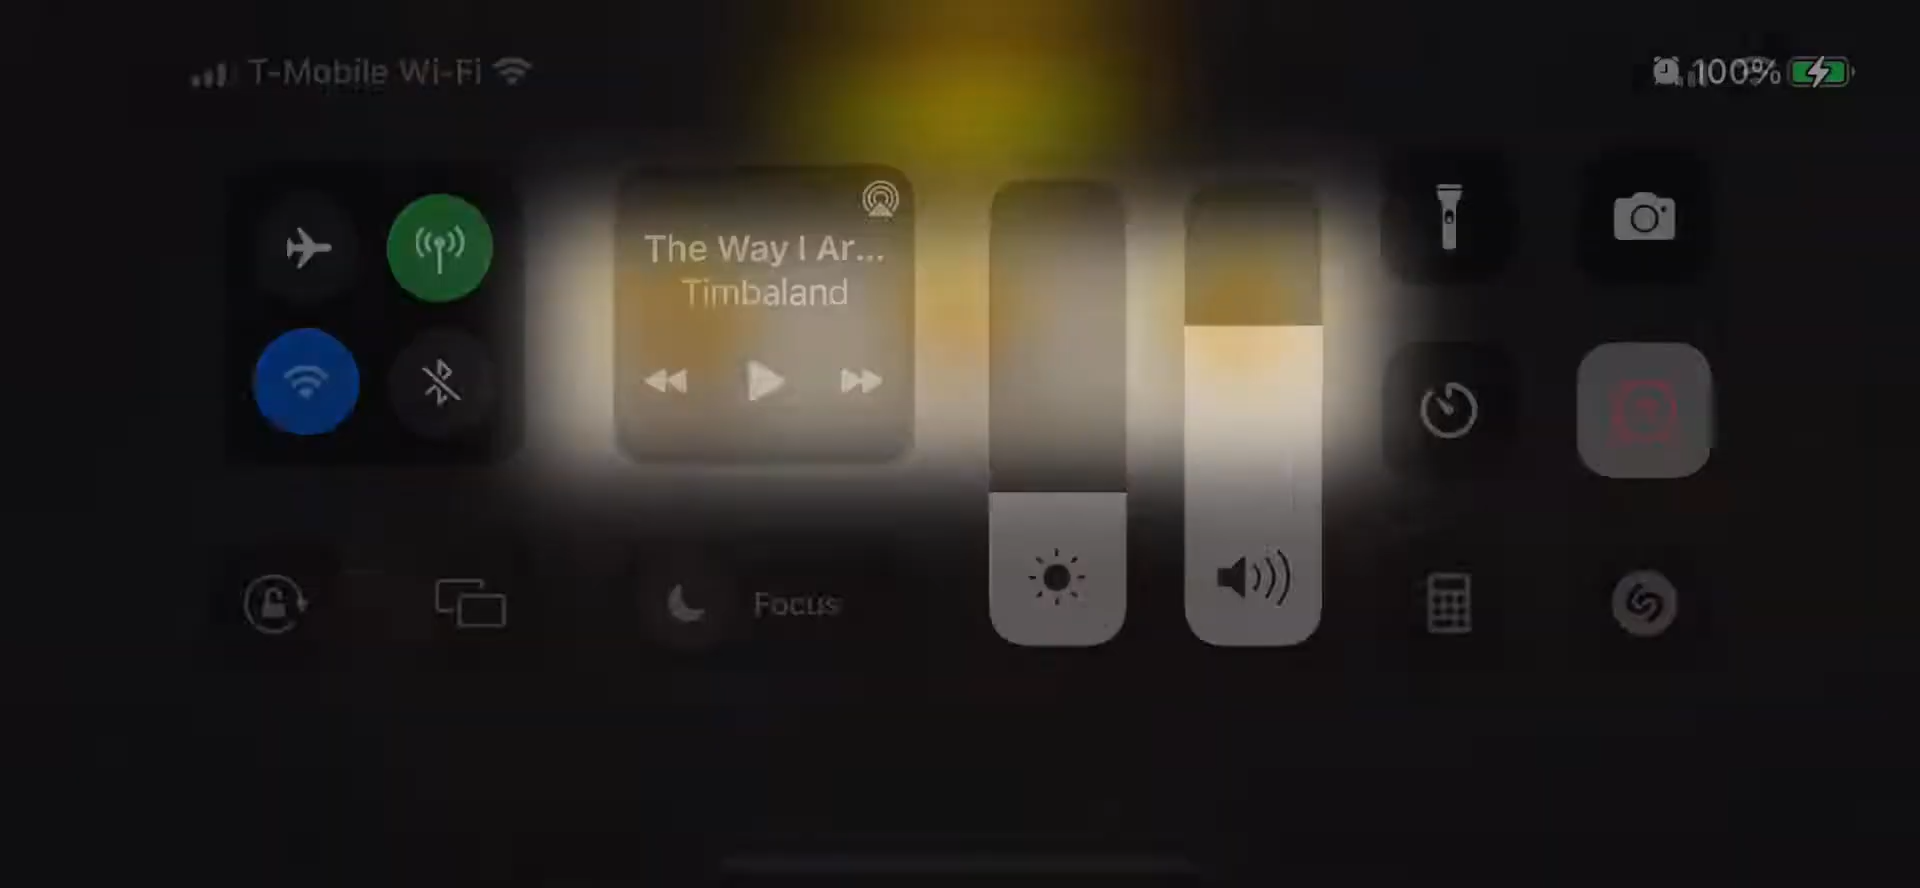 T-Mobile Wi-Fi
100%
The Way I Ar...
Timbaland
Focus